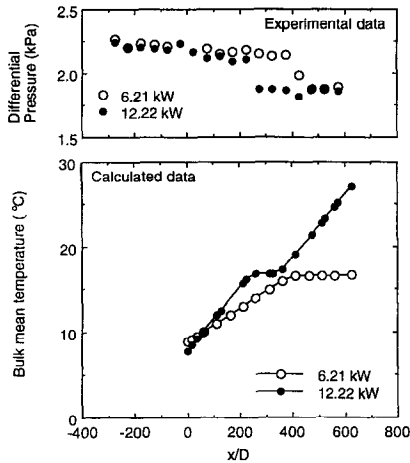 2.5
Experimental data
Differential
Pressure (kPa)
2.0
6.21 kW
12.22 kW
1.5
30
Calculated data
Bulk mean temperature (℃)
20
10
6.21 kW
12.22 kW
0
-400 -200 0 200 400 600 800
x/D